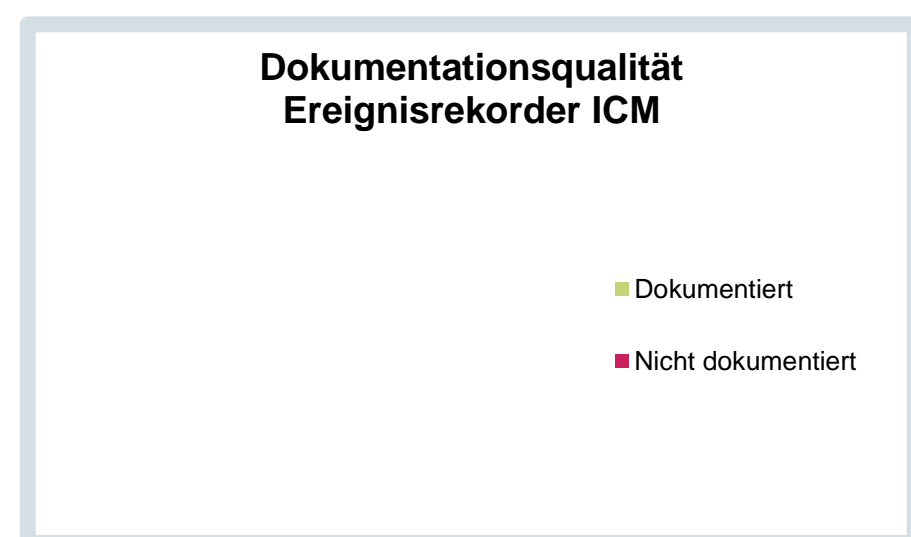 Dokumentationsqualität
Ereignisrekorder ICM
Dokumentiert
Nicht dokumentiert